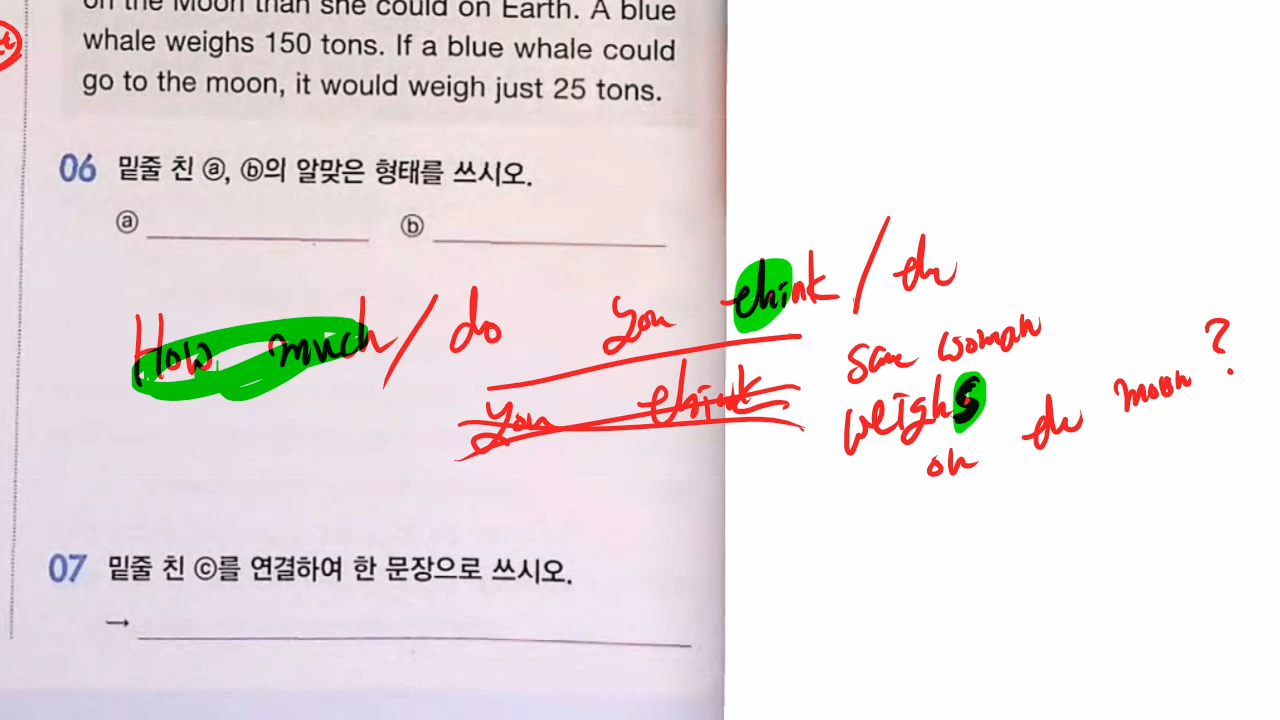 on the Moon than she could on Earth. A blue
whale weighs 150 tons. If a blue whale could
go to the moon, it would weigh just 25 tons.
06 밑줄 친 ⓐ, ⓑ의 알맞은 형태를 쓰시오.
ⓐ ⓑ
How much / do you think / the
same woman
you think
weighs
on the moon ?
07 밑줄 친 ⓒ를 연결하여 한 문장으로 쓰시오.
→